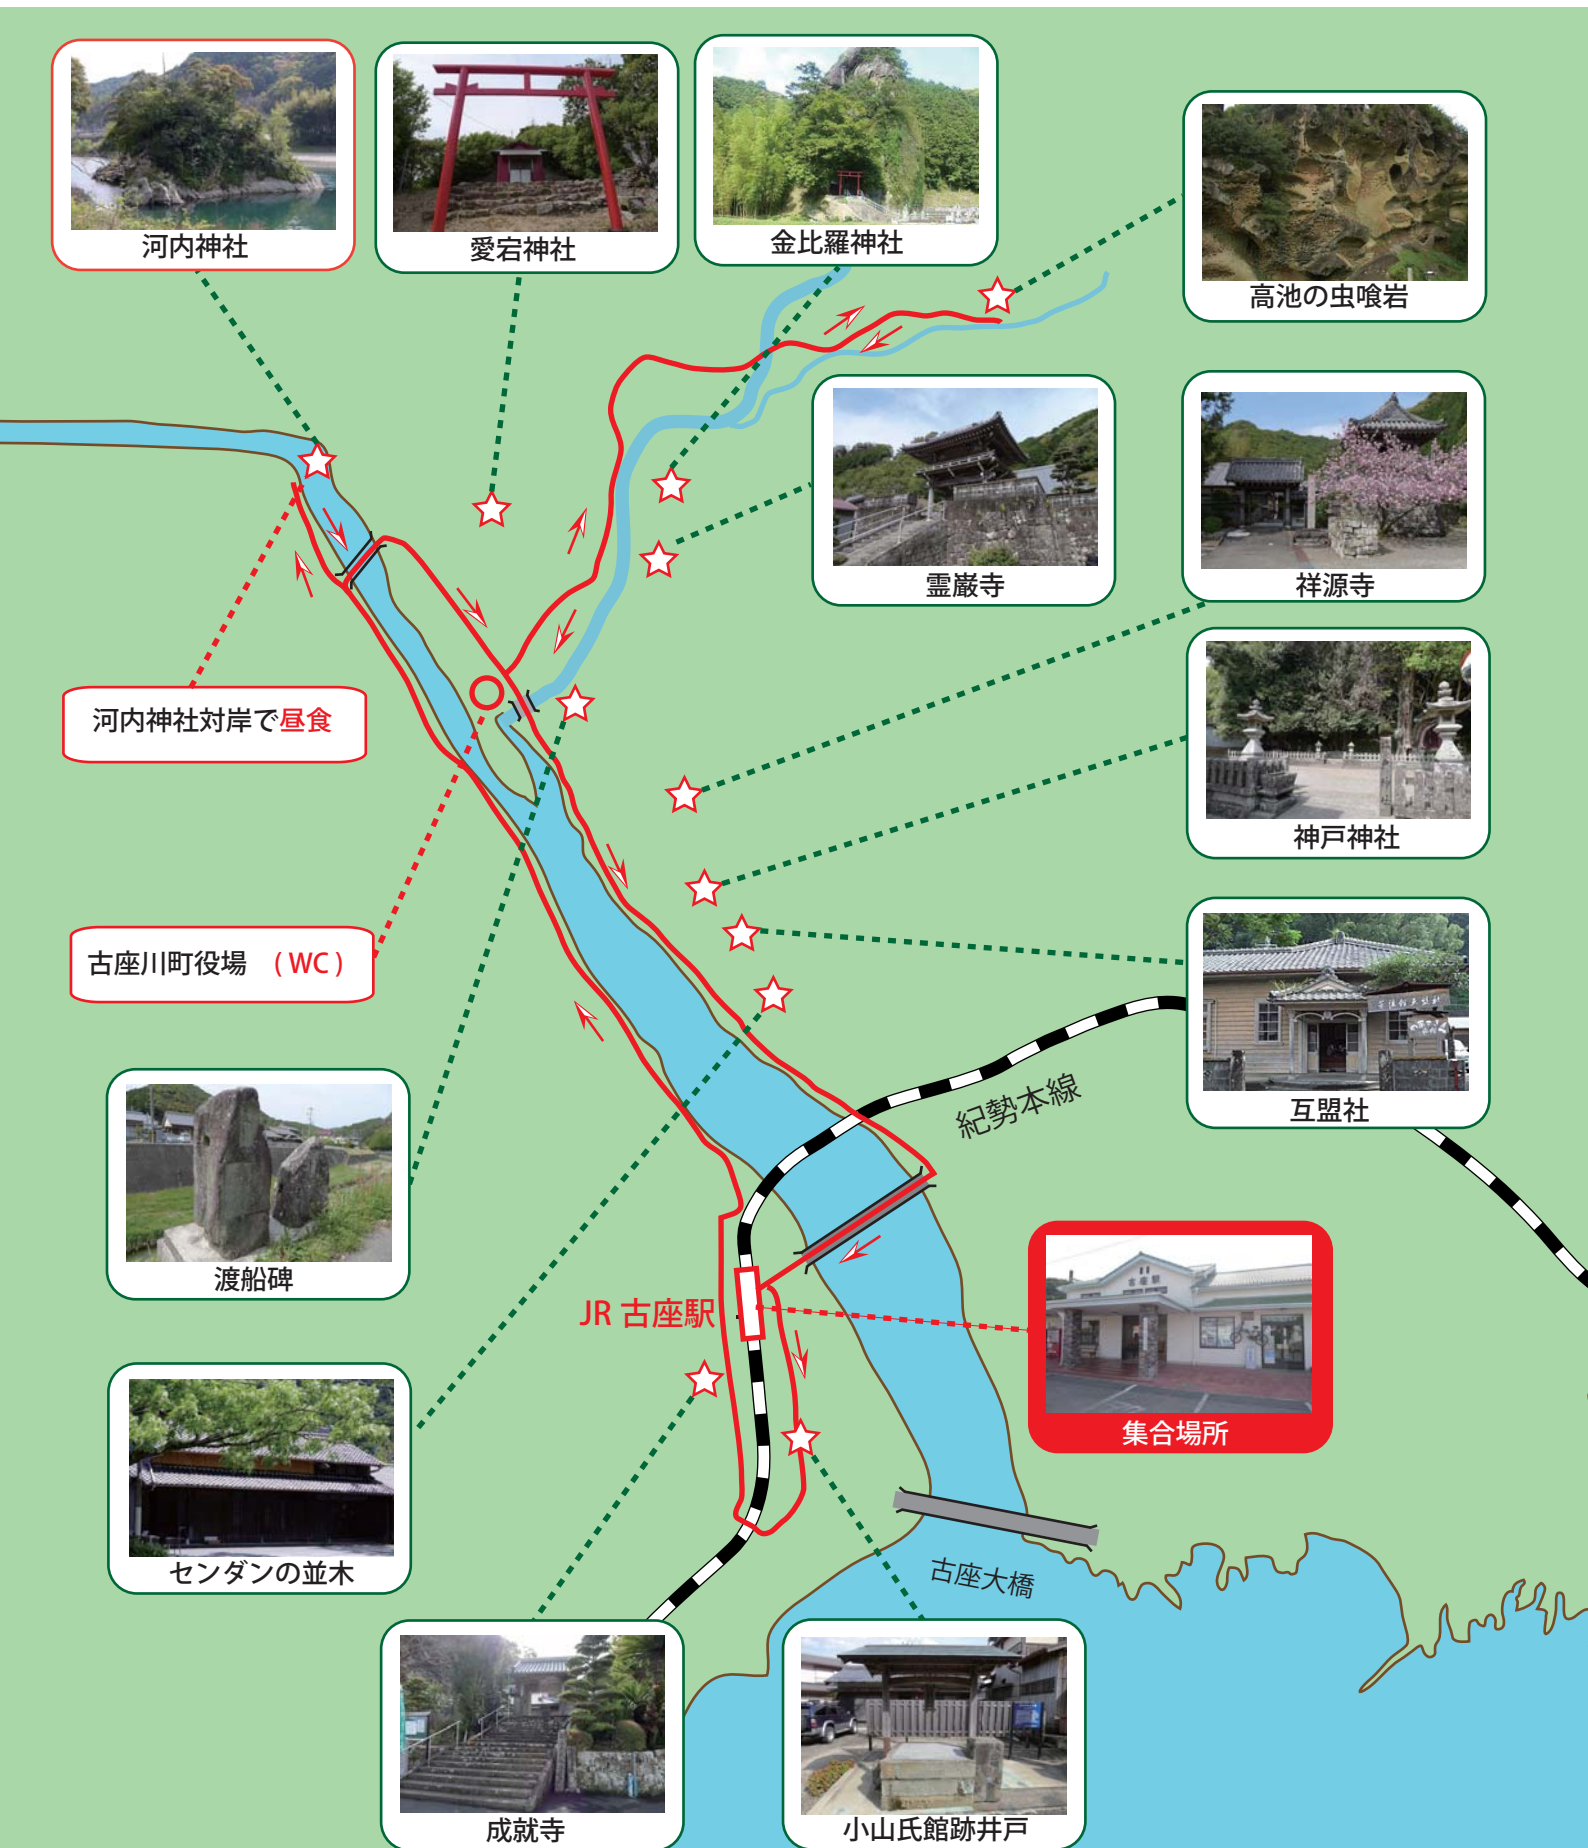 河内神社
愛宕神社
金比羅神社
高池の虫喰岩
霊巌寺
祥源寺
河内神社対岸で昼食
神戸神社
古座川町役場 (WC)
紀勢本線
互盟社
渡船碑
JR 古座駅
古座駅
集合場所
センダンの並木
古座大橋
成就寺
小山氏館跡井戸